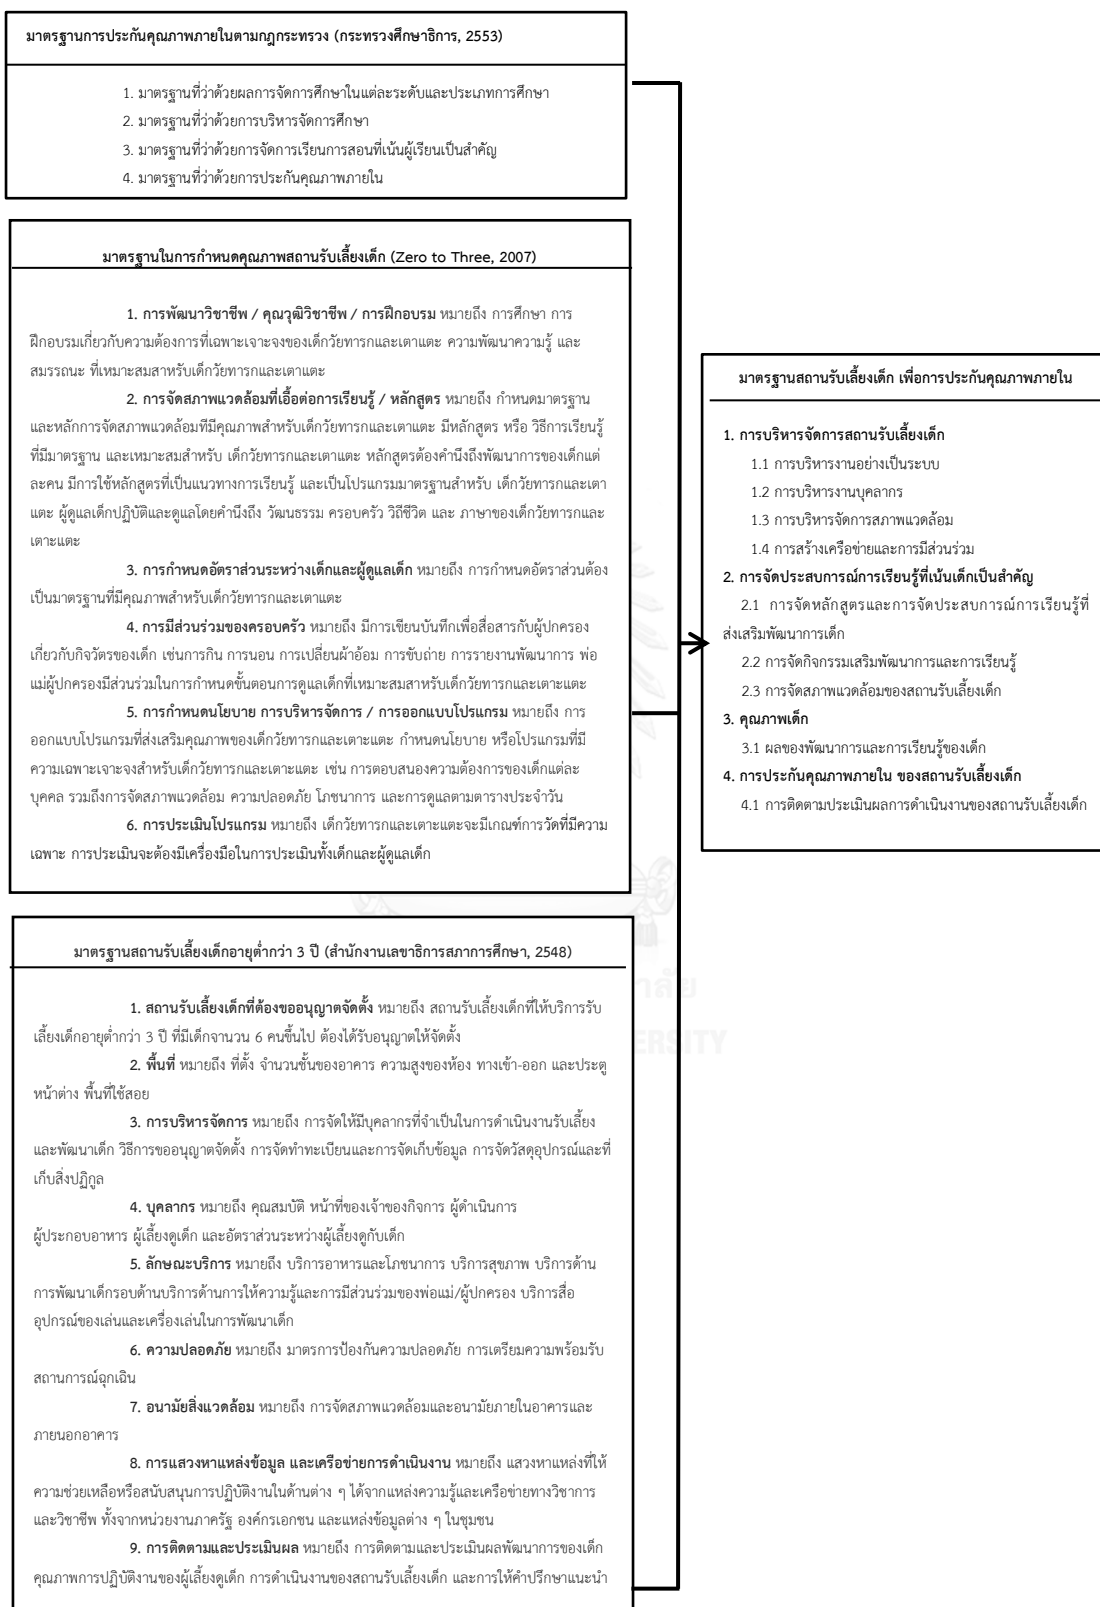 มาตรฐานการประกันคุณภาพภายในตามกฎกระทรวง (กระทรวงศึกษาธิการ, 2553)
1. มาตรฐานที่ว่าด้วยผลการจัดการศึกษาในแต่ละระดับและประเภทการศึกษา
2. มาตรฐานที่ว่าด้วยการบริหารจัดการศึกษา
3. มาตรฐานที่ว่าด้วยการจัดการเรียนการสอนที่เน้นผู้เรียนเป็นสำคัญ
4. มาตรฐานที่ว่าด้วยการประกันคุณภาพภายใน
มาตรฐานในการกำหนดคุณภาพสถานรับเลี้ยงเด็ก (Zero to Three, 2007)
1. การพัฒนาวิชาชีพ / คุณวุฒิวิชาชีพ / การฝึกอบรม หมายถึง การศึกษา การ
ฝึกอบรมเกี่ยวกับความต้องการที่เฉพาะเจาะจงของเด็กวัยทารกและเตาแตะ ความพัฒนาความรู้ และ
สมรรถนะ ที่เหมาะสมสาหรับเด็กวัยทารกและเตาะแตะ
2. การจัดสภาพแวดล้อมที่เอื้อต่อการเรียนรู้ / หลักสูตร หมายถึง กำหนดมาตรฐาน
และหลักการจัดสภาพแวดล้อมที่มีคุณภาพสำหรับเด็กวัยทารกและเตาะแตะ มีหลักสูตร หรือ วิธีการเรียนรู้
ที่มีมาตรฐาน และเหมาะสมสำหรับ เด็กวัยทารกและเตาะแตะ หลักสูตรต้องคำนึงถึงพัฒนาการของเด็กแต่
ละคน มีการใช้หลักสูตรที่เป็นแนวทางการเรียนรู้ และเป็นโปรแกรมมาตรฐานสำหรับ เด็กวัยทารกและเตา
แตะ ผู้ดูแลเด็กปฏิบัติและดูแลโดยคำนึงถึง วัฒนธรรม ครอบครัว วิถีชีวิต และ ภาษาของเด็กวัยทารกและ
เตาะแตะ
3. การกำหนดอัตราส่วนระหว่างเด็กและผู้ดูแลเด็ก หมายถึง การกำหนดอัตราส่วนต้อง
เป็นมาตรฐานที่มีคุณภาพสำหรับเด็กวัยทารกและเตาะแตะ
4. การมีส่วนร่วมของครอบครัว หมายถึง มีการเขียนบันทึกเพื่อสื่อสารกับผู้ปกครอง
เกี่ยวกับกิจวัตรของเด็ก เช่นการกิน การนอน การเปลี่ยนผ้าอ้อม การขับถ่าย การรายงานพัฒนาการ พ่อ
แม่ผู้ปกครองมีส่วนร่วมในการกำหนดขั้นตอนการดูแลเด็กที่เหมาะสมสาหรับเด็กวัยทารกและเตาะแตะ
5. การกำหนดนโยบาย การบริหารจัดการ / การออกแบบโปรแกรม หมายถึง การ
ออกแบบโปรแกรมที่ส่งเสริมคุณภาพของเด็กวัยทารกและเตาะแตะ กำหนดนโยบาย หรือโปรแกรมที่มี
ความเฉพาะเจาะจงสำหรับเด็กวัยทารกและเตาะแตะ เช่น การตอบสนองความต้องการของเด็กแต่ละ
บุคคล รวมถึงการจัดสภาพแวดล้อม ความปลอดภัย โภชนาการ และการดูแลตามตารางประจำวัน
6. การประเมินโปรแกรม หมายถึง เด็กวัยทารกและเตาะแตะจะมีเกณฑ์การวัดที่มีความ
เฉพาะ การประเมินจะต้องมีเครื่องมือในการประเมินทั้งเด็กและผู้ดูแลเด็ก
มาตรฐานสถานรับเลี้ยงเด็กอายุต่ำกว่า 3 ปี (สำนักงานเลขาธิการสภาการศึกษา, 2548)
1. สถานรับเลี้ยงเด็กที่ต้องขออนุญาตจัดตั้ง หมายถึง สถานรับเลี้ยงเด็กที่ให้บริการรับ
เลี้ยงเด็กอายุต่ำกว่า 3 ปี ที่มีเด็กจานวน 6 คนขึ้นไป ต้องได้รับอนุญาตให้จัดตั้ง
2. พื้นที่ หมายถึง ที่ตั้ง จำนวนชั้นของอาคาร ความสูงของห้อง ทางเข้า-ออก และประตู
หน้าต่าง พื้นที่ใช้สอย
3. การบริหารจัดการ หมายถึง การจัดให้มีบุคลากรที่จำเป็นในการดำเนินงานรับเลี้ยง
และพัฒนาเด็ก วิธีการขออนุญาตจัดตั้ง การจัดทำทะเบียนและการจัดเก็บข้อมูล การจัดวัสดุอุปกรณ์และที่
เก็บสิ่งปฏิกูล
4. บุคลากร หมายถึง คุณสมบัติ หน้าที่ของเจ้าของกิจการ ผู้ดำเนินการ
ผู้ประกอบอาหาร ผู้เลี้ยงดูเด็ก และอัตราส่วนระหว่างผู้เลี้ยงดูกับเด็ก
5. ลักษณะบริการ หมายถึง บริการอาหารและโภชนาการ บริการสุขภาพ บริการด้าน
การพัฒนาเด็กรอบด้านบริการด้านการให้ความรู้และการมีส่วนร่วมของพ่อแม่/ผู้ปกครอง บริการสื่อ
อุปกรณ์ของเล่นและเครื่องเล่นในการพัฒนาเด็ก
6. ความปลอดภัย หมายถึง มาตรการป้องกันความปลอดภัย การเตรียมความพร้อมรับ
สถานการณ์ฉุกเฉิน
7. อนามัยสิ่งแวดล้อม หมายถึง การจัดสภาพแวดล้อมและอนามัยภายในอาคารและ
ภายนอกอาคาร
8. การแสวงหาแหล่งข้อมูล และเครือข่ายการดำเนินงาน หมายถึง แสวงหาแหล่งที่ให้
ความช่วยเหลือหรือสนับสนุนการปฏิบัติงานในด้านต่าง ๆ ได้จากแหล่งความรู้และเครือข่ายทางวิชาการ
และวิชาชีพ ทั้งจากหน่วยงานภาครัฐ องค์กรเอกชน และแหล่งข้อมูลต่าง ๆ ในชุมชน
9. การติดตามและประเมินผล หมายถึง การติดตามและประเมินผลพัฒนาการของเด็ก
คุณภาพการปฏิบัติงานของผู้เลี้ยงดูเด็ก การดำเนินงานของสถานรับเลี้ยงเด็ก และการให้คำปรึกษาแนะนำ
มาตรฐานสถานรับเลี้ยงเด็ก เพื่อการประกันคุณภาพภายใน
1. การบริหารจัดการสถานรับเลี้ยงเด็ก
1.1 การบริหารงานอย่างเป็นระบบ
1.2 การบริหารงานบุคลากร
1.3 การบริหารจัดการสภาพแวดล้อม
1.4 การสร้างเครือข่ายและการมีส่วนร่วม
2. การจัดประสบการณ์การเรียนรู้ที่เน้นเด็กเป็นสำคัญ
2.1 การจัดหลักสูตรและการจัดประสบการณ์การเรียนรู้ที่
ส่งเสริมพัฒนาการเด็ก
2.2 การจัดกิจกรรมเสริมพัฒนาการและการเรียนรู้
2.3 การจัดสภาพแวดล้อมของสถานรับเลี้ยงเด็ก
3. คุณภาพเด็ก
3.1 ผลของพัฒนาการและการเรียนรู้ของเด็ก
4. การประกันคุณภาพภายใน ของสถานรับเลี้ยงเด็ก
4.1 การติดตามประเมินผลการดำเนินงานของสถานรับเลี้ยงเด็ก